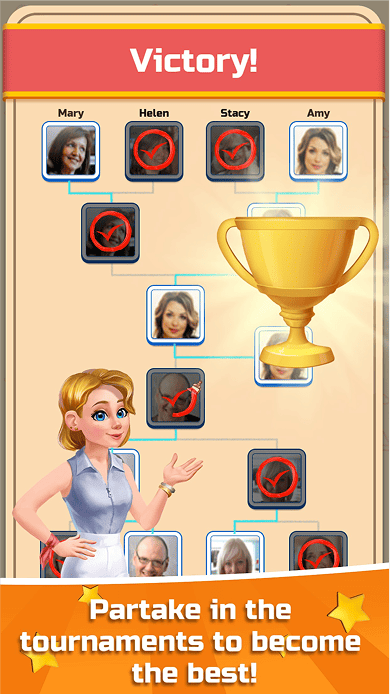 Victory!
Mary Helen Stacy Amy
Partake in the
tournaments to become
the best!